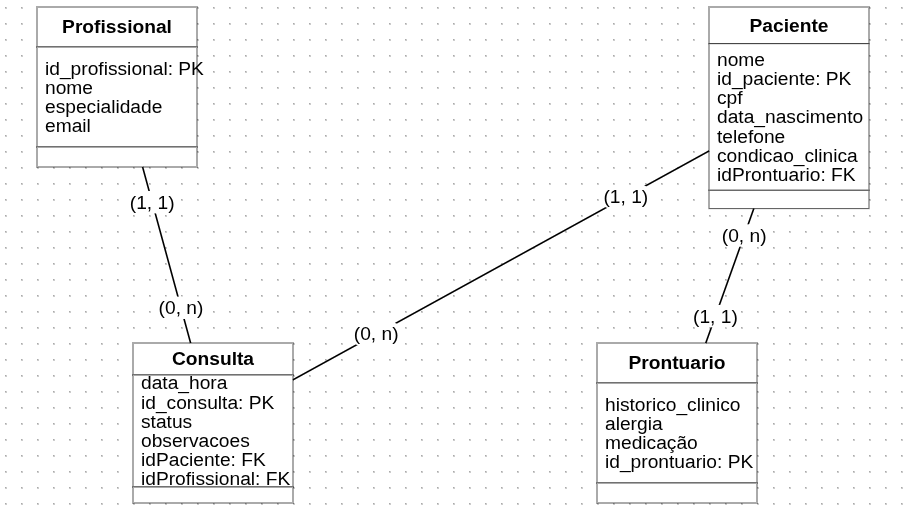 Profissional
id_profissional: PK
nome
especialidade
email
Paciente
nome
id_paciente: PK
cpf
data_nascimento
telefone
condicao_clinica
idProntuario: FK
(1, 1)
(0, n)
(1, 1)
(0, n)
(0, n)
(1, 1)
Consulta
data_hora
id_consulta: PK
status
observacoes
idPaciente: FK
idProfissional: FK
Prontuario
historico_clinico
alergia
medicação
id_prontuario: PK